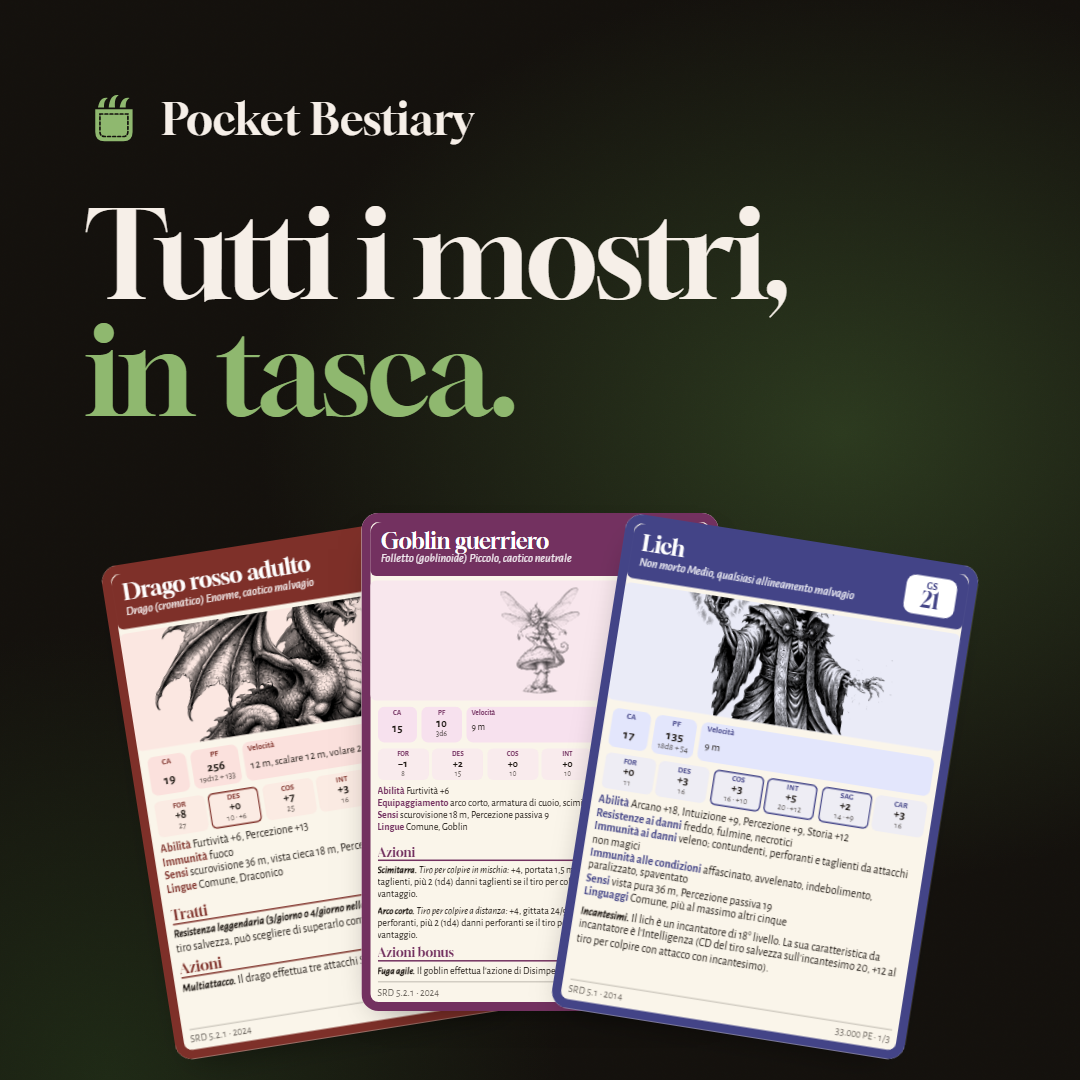 Pocket Bestiary
Tutti i mostri,
in tasca.
Drago rosso adulto
Drago (cromatico) Enorme, caotico malvagio
CA
19
PF
256
19d12 + 133
Velocità
12 m, scalare 12 m, volare
FOR
+8
27
DES
+0
10 · +6
COS
+7
25
INT
+3
16
Abilità Furtività +6, Percezione +13
Immunità fuoco
Sensi scurovisione 36 m, vista cieca 18 m,
Lingue Comune, Draconico
Tratti
Resistenza leggendaria (3/giorno o 4/giorno
tiro salvezza, può scegliere di superarlo
Azioni
Multiattacco. Il drago effettua tre attacchi
SRD 5.2.1 · 2024
Goblin guerriero
Folletto (goblinoide) Piccolo, caotico neutrale
CA
15
PF
10
3d6
Velocità
9 m
FOR
−1
8
DES
+2
15
COS
+0
10
INT
+0
10
Abilità Furtività +6
Equipaggiamento arco corto, armatura di cuoio,
Sensi scurovisione 18 m, Percezione passiva 9
Lingue Comune, Goblin
Azioni
Scimitarra. Tiro per colpire in mischia: +4, portata 1,5 m
taglienti, più 2 (1d4) danni taglienti se il tiro per
vantaggio.
Arco corto. Tiro per colpire a distanza: +4, gittata
perforanti, più 2 (1d4) danni perforanti se il tiro
vantaggio.
Azioni bonus
Fuga agile. Il goblin effettua l'azione di
SRD 5.2.1 · 2024
Lich
Non morto Medio, qualsiasi allineamento malvagio
GS
21
CA
17
PF
135
18d8 + 54
Velocità
9 m
FOR
+0
11
DES
+3
16
COS
+3
16 · +10
INT
+5
20 · +12
SAG
+2
14 · +9
CAR
+3
16
Abilità Arcano +18, Intuizione +9, Percezione +9, Storia +12
Resistenze ai danni freddo, fulmine, necrotici
Immunità ai danni veleno; contundenti, perforanti e taglienti da attacchi
non magici
Immunità alle condizioni affascinato, avvelenato, indebolimento,
paralizzato, spaventato
Sensi vista pura 36 m, Percezione passiva 19
Linguaggi Comune, più al massimo altri cinque
Incantesimi. Il lich è un incantatore di 18° livello. La sua caratteristica da
incantatore è l'Intelligenza (CD del tiro salvezza sull'incantesimo 20, +12 al
tiro per colpire con attacco con incantesimo).
SRD 5.1 · 2014
33.000 PE · 1/3